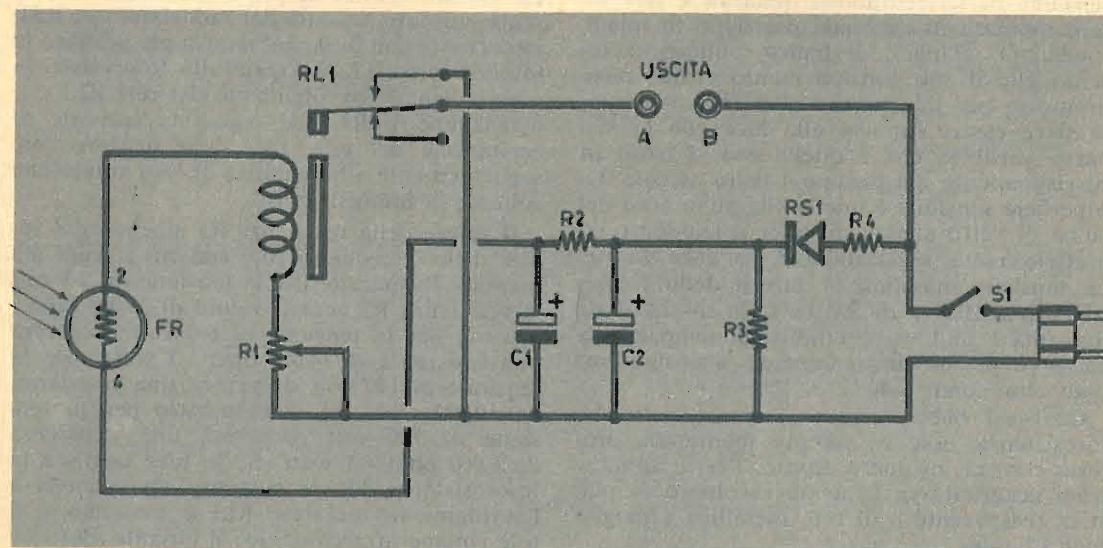 RL1
USCITA
A B
RS1 R4
R2
S1
2
FR
R1
+ +
R3
C1 C2
4